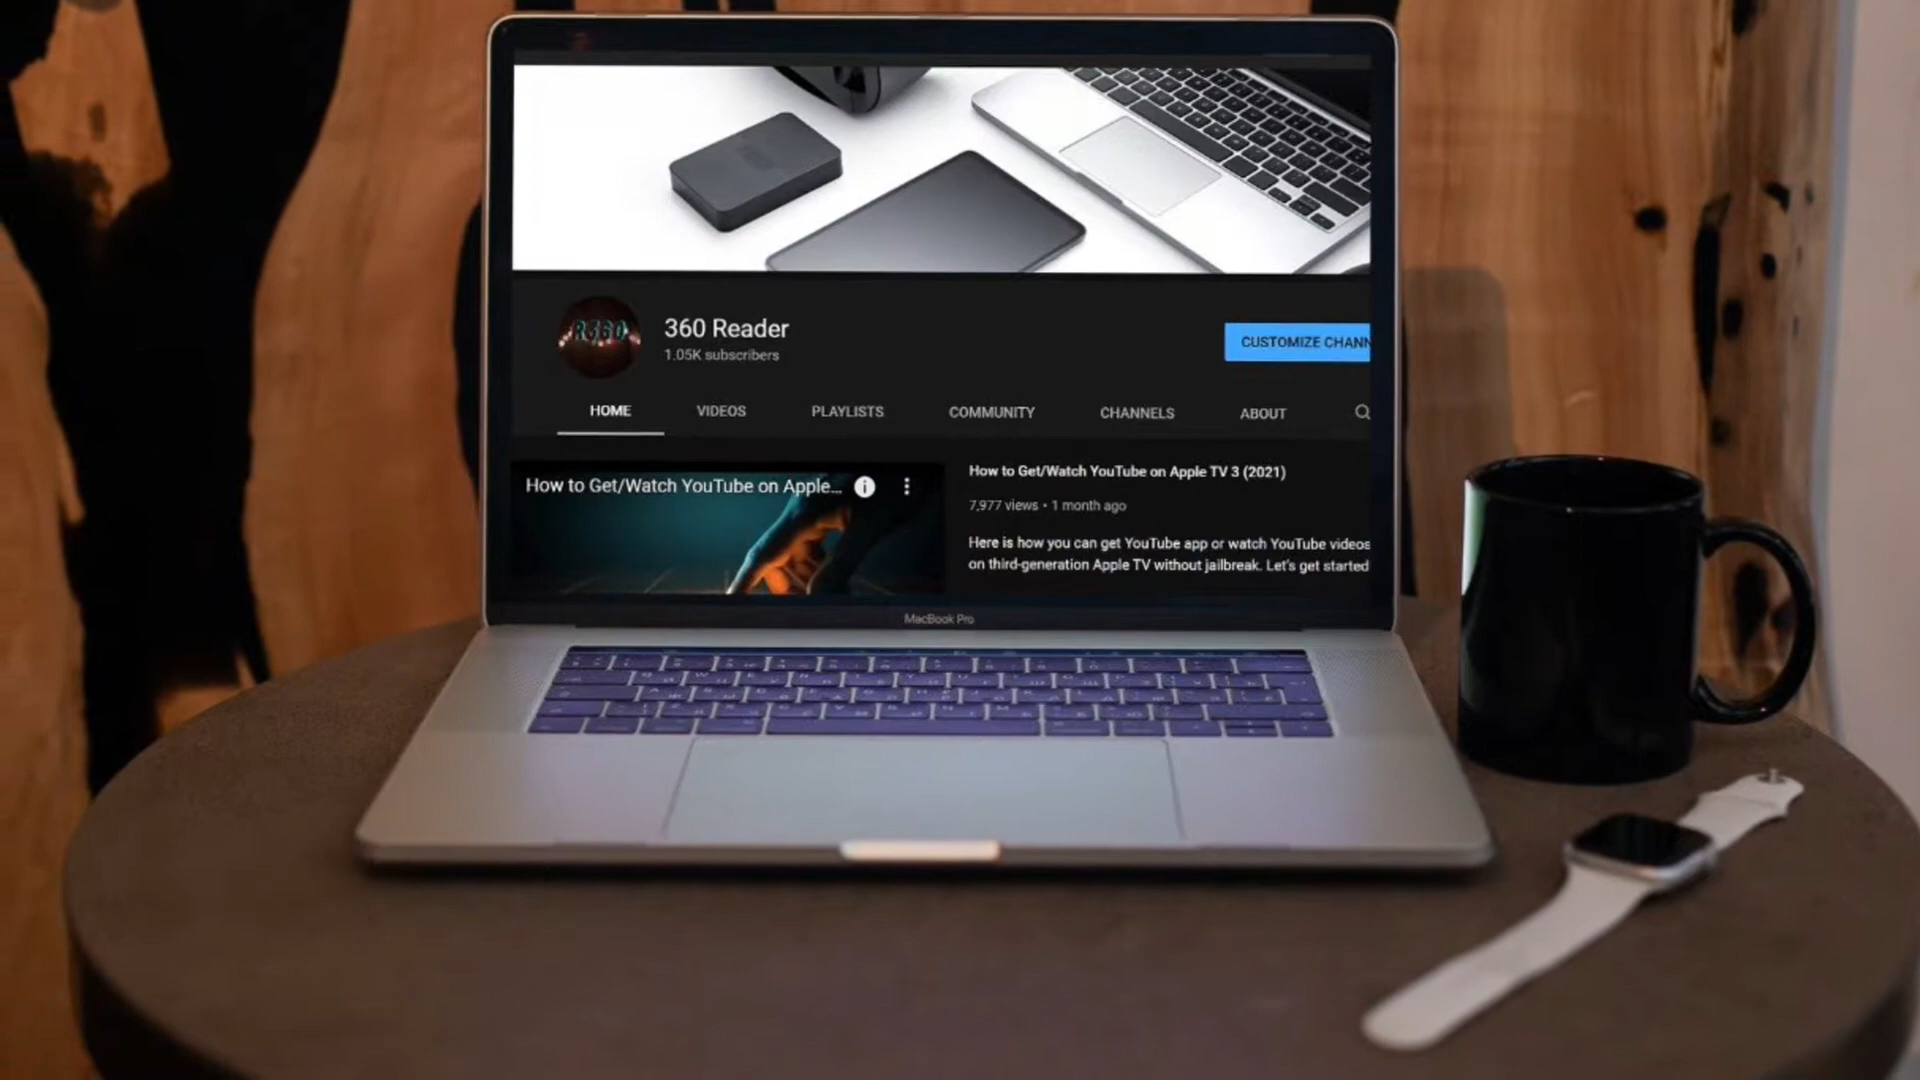 R360
360 Reader
1.05K subscribers
CUSTOMIZE CHANN
HOME VIDEOS PLAYLISTS COMMUNITY CHANNELS ABOUT
How to Get/Watch YouTube on Apple...
How to Get/Watch YouTube on Apple TV 3 (2021)
7,977 views • 1 month ago
Here is how you can get YouTube app or watch YouTube videos
on third-generation Apple TV without jailbreak. Let's get started
MacBook Pro